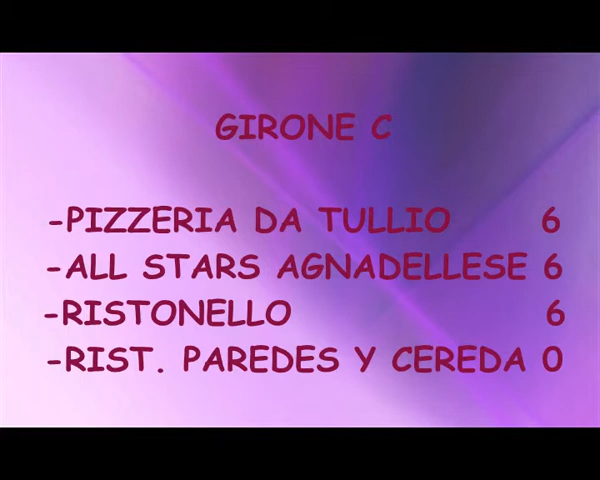 GIRONE C
-PIZZERIA DA TULLIO 6
-ALL STARS AGNADELLESE 6
-RISTONELLO 6
-RIST. PAREDES Y CEREDA 0